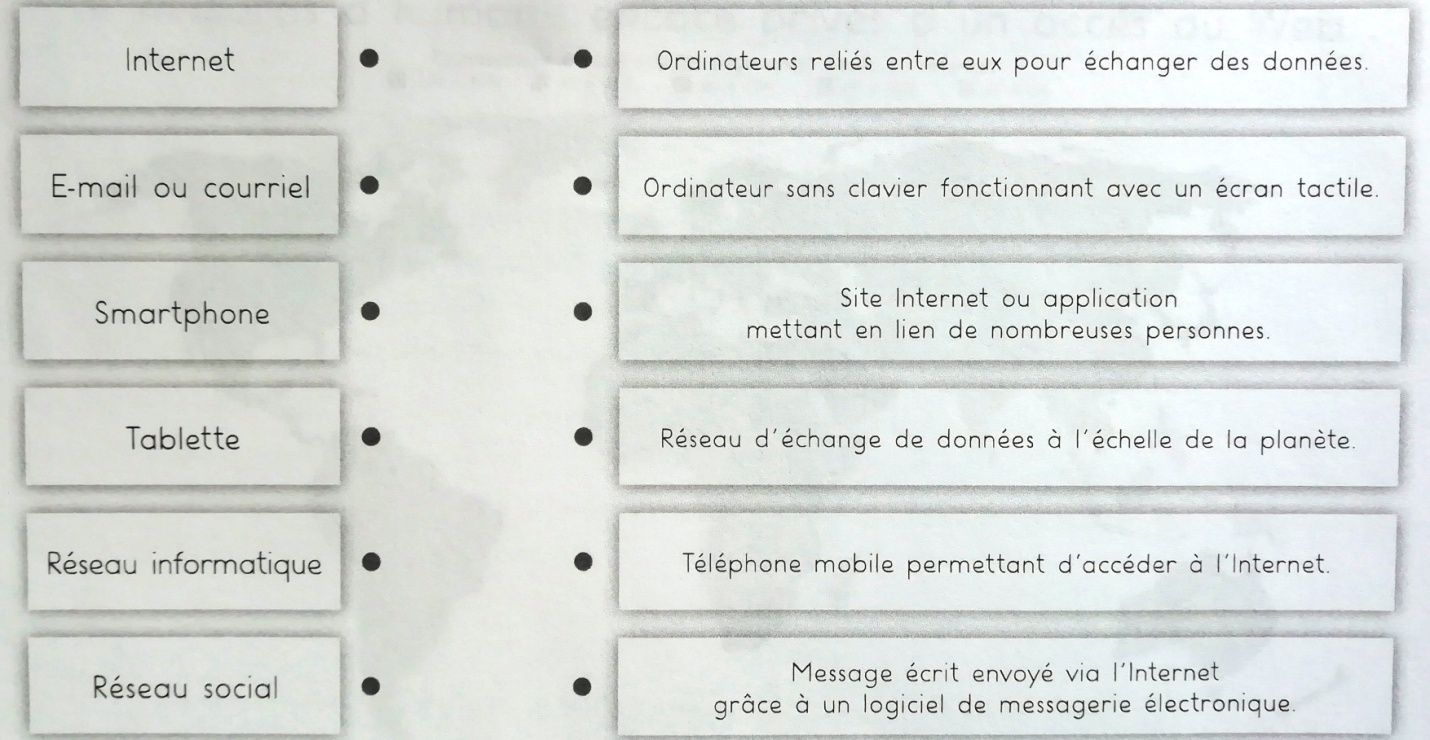 Internet
Ordinateurs reliés entre eux pour échanger des données.
E-mail ou courriel
Ordinateur sans clavier fonctionnant avec un écran tactile.
Smartphone
Site Internet ou application
mettant en lien de nombreuses personnes.
Tablette
Réseau d'échange de données à l'échelle de la planète.
Réseau informatique
Téléphone mobile permettant d'accéder à l'Internet.
Réseau social
Message écrit envoyé via l'Internet
grâce à un logiciel de messagerie électronique.